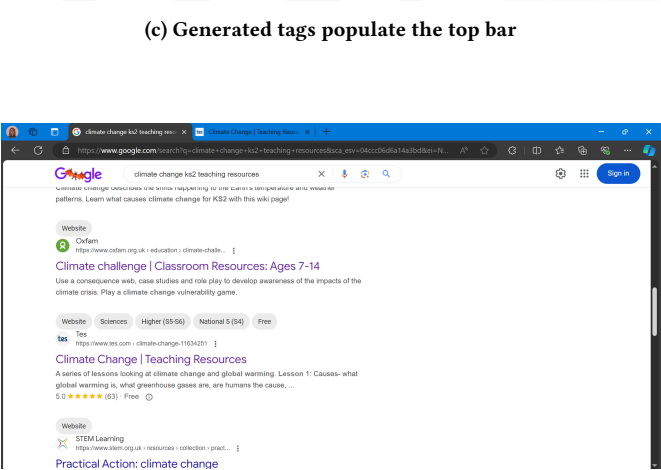 (c) Generated tags populate the top bar
climate change ks2 teaching reso
Climate Change | Teaching Resou
https://www.google.com/search?q=climate+change+ks2+teaching+resources&sca_esv=04ccc06d6a14a3bd&ei=N...
climate change ks2 teaching resources
Sign in
Climate change describes the shifts happening to the Earth's temperature and weather
patterns. Learn what causes climate change for KS2 with this wiki page!
Website
Oxfam
https://www.oxfam.org.uk › education › climate-challe...
Climate challenge | Classroom Resources: Ages 7-14
Use a consequence web, case studies and role play to develop awareness of the impacts of the
climate crisis. Play a climate change vulnerability game.
Website Sciences Higher (S5-S6) National 5 (S4) Free
tes Tes
https://www.tes.com › climate-change-11634251
Climate Change | Teaching Resources
A series of lessons looking at climate change and global warming. Lesson 1: Causes- what
global warming is, what greenhouse gases are, are humans the cause, ...
5.0 ★★★★★ (63) · Free
Website
STEM Learning
https://www.stem.org.uk › resources › collection › pract...
Practical Action: climate change